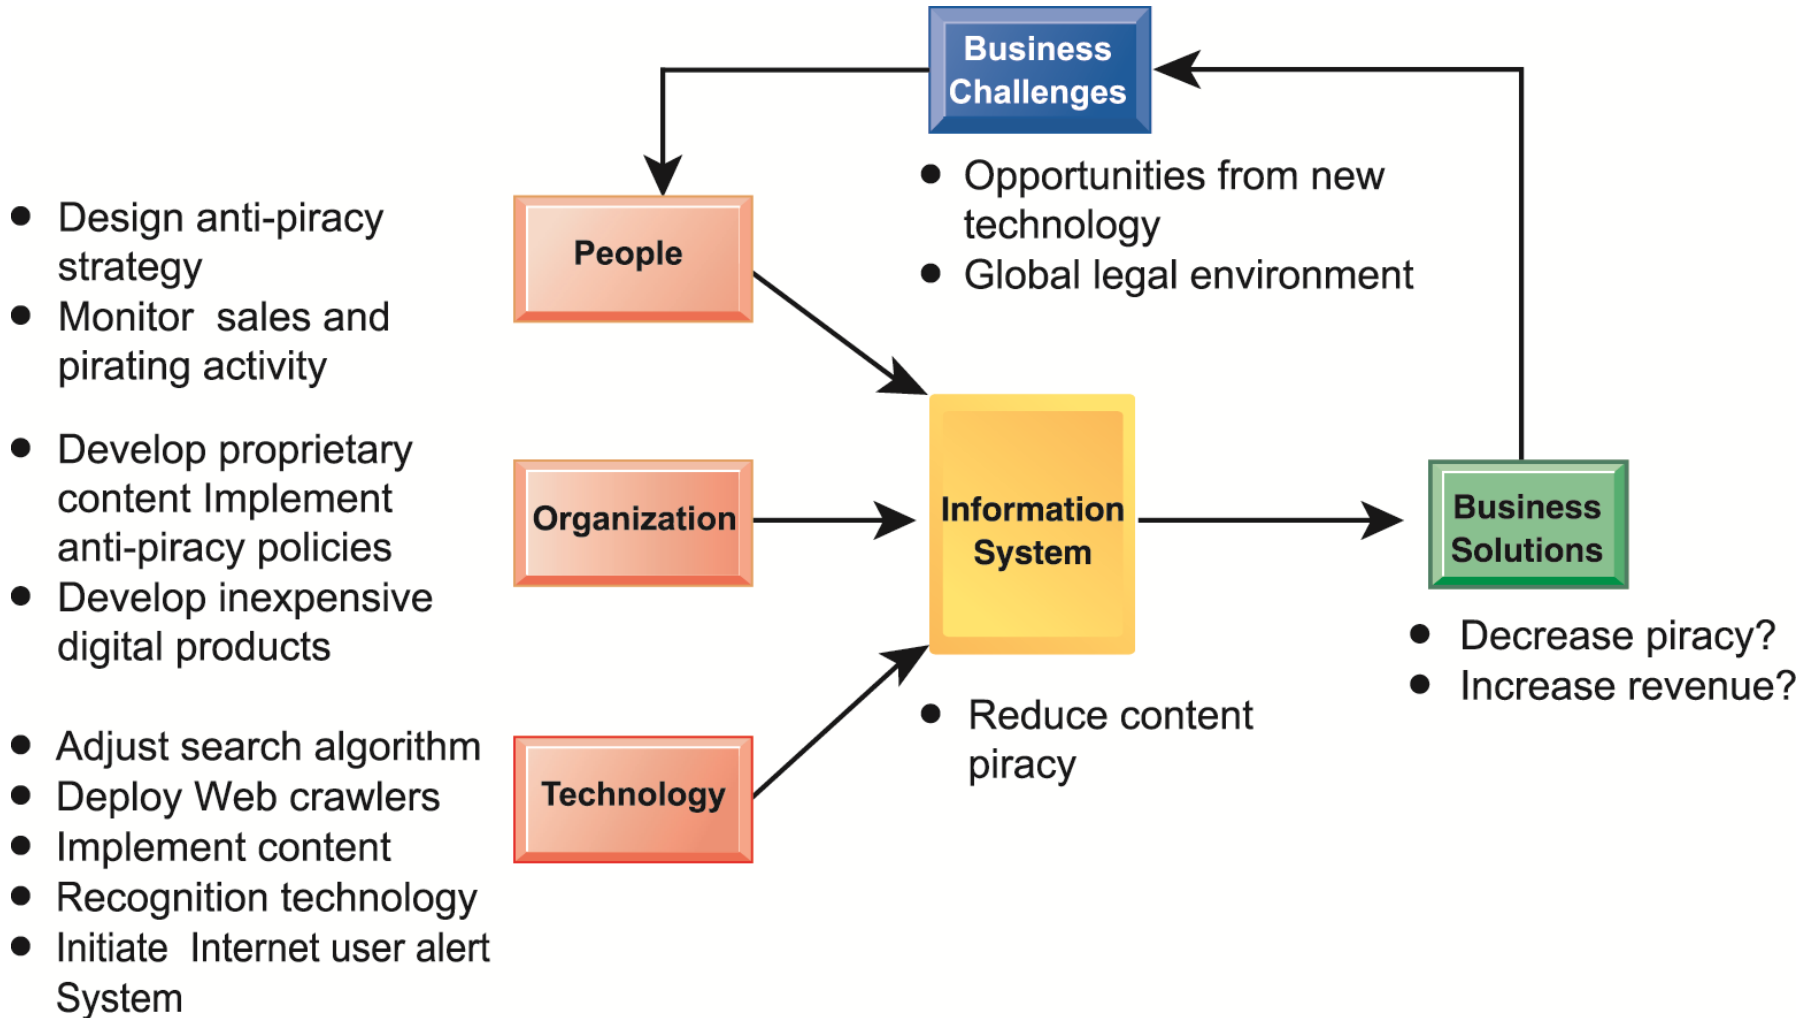 Business
Challenges
• Opportunities from new
technology
• Global legal environment
• Design anti-piracy
strategy
• Monitor sales and
pirating activity
People
• Develop proprietary
content Implement
anti-piracy policies
• Develop inexpensive
digital products
Organization
Information
System
• Reduce content
piracy
Business
Solutions
• Decrease piracy?
• Increase revenue?
• Adjust search algorithm
• Deploy Web crawlers
• Implement content
• Recognition technology
• Initiate Internet user alert
System
Technology